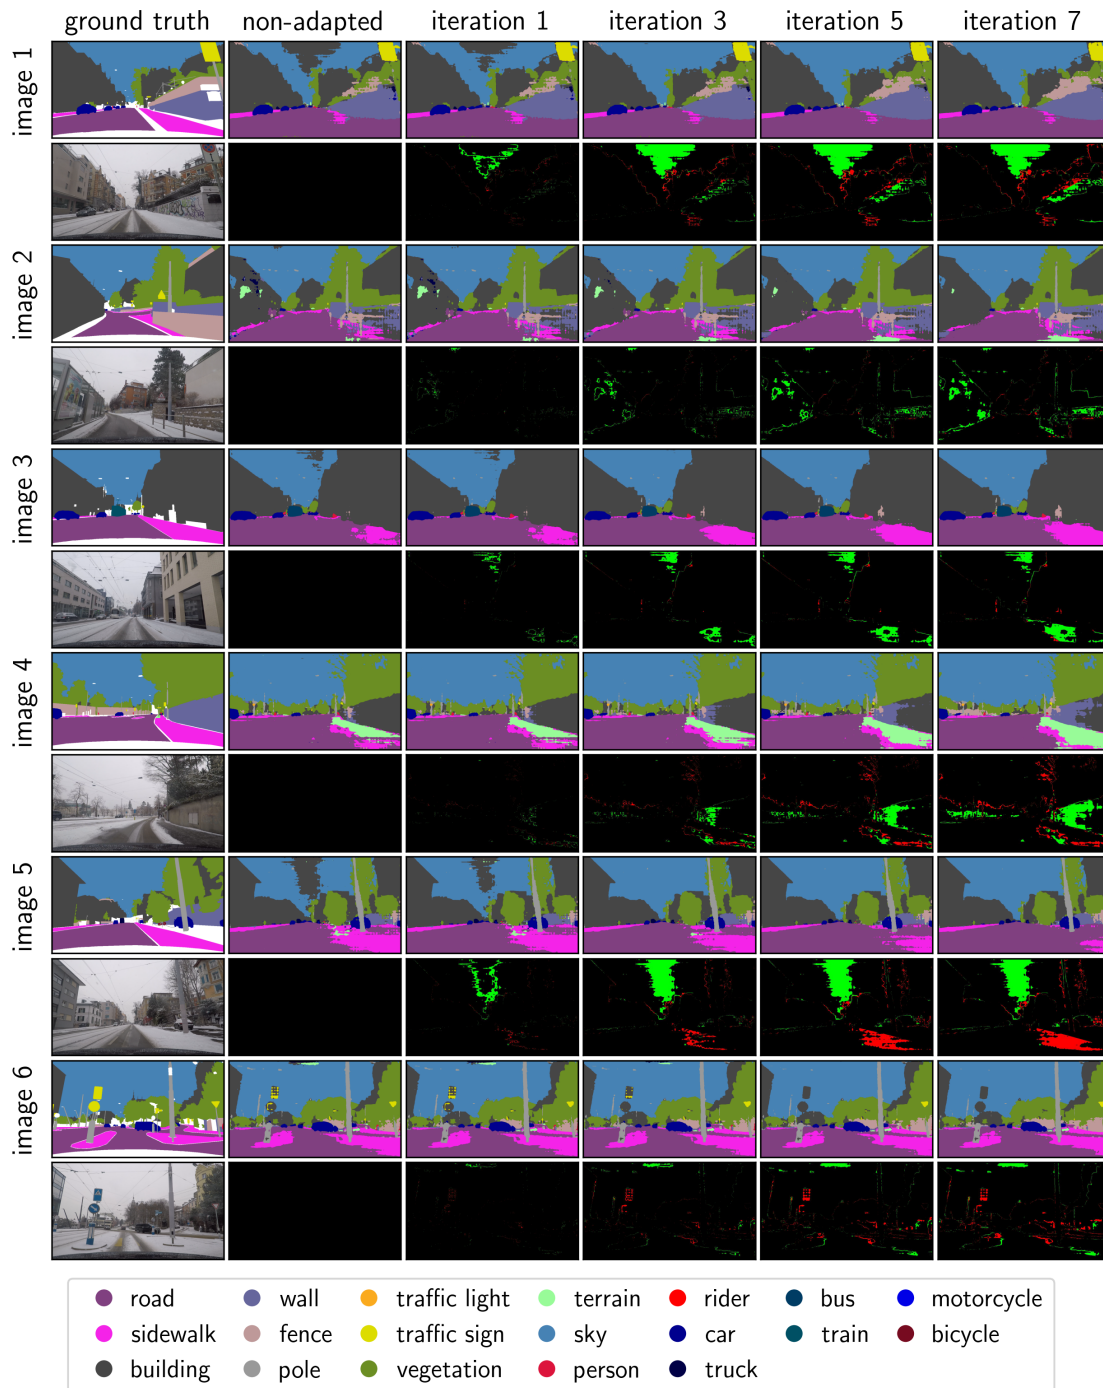 ground truth non-adapted iteration 1 iteration 3 iteration 5 iteration 7
image 1
image 2
image 3
image 4
image 5
image 6
road wall traffic light terrain rider bus motorcycle
sidewalk fence traffic sign sky car train bicycle
building pole vegetation person truck